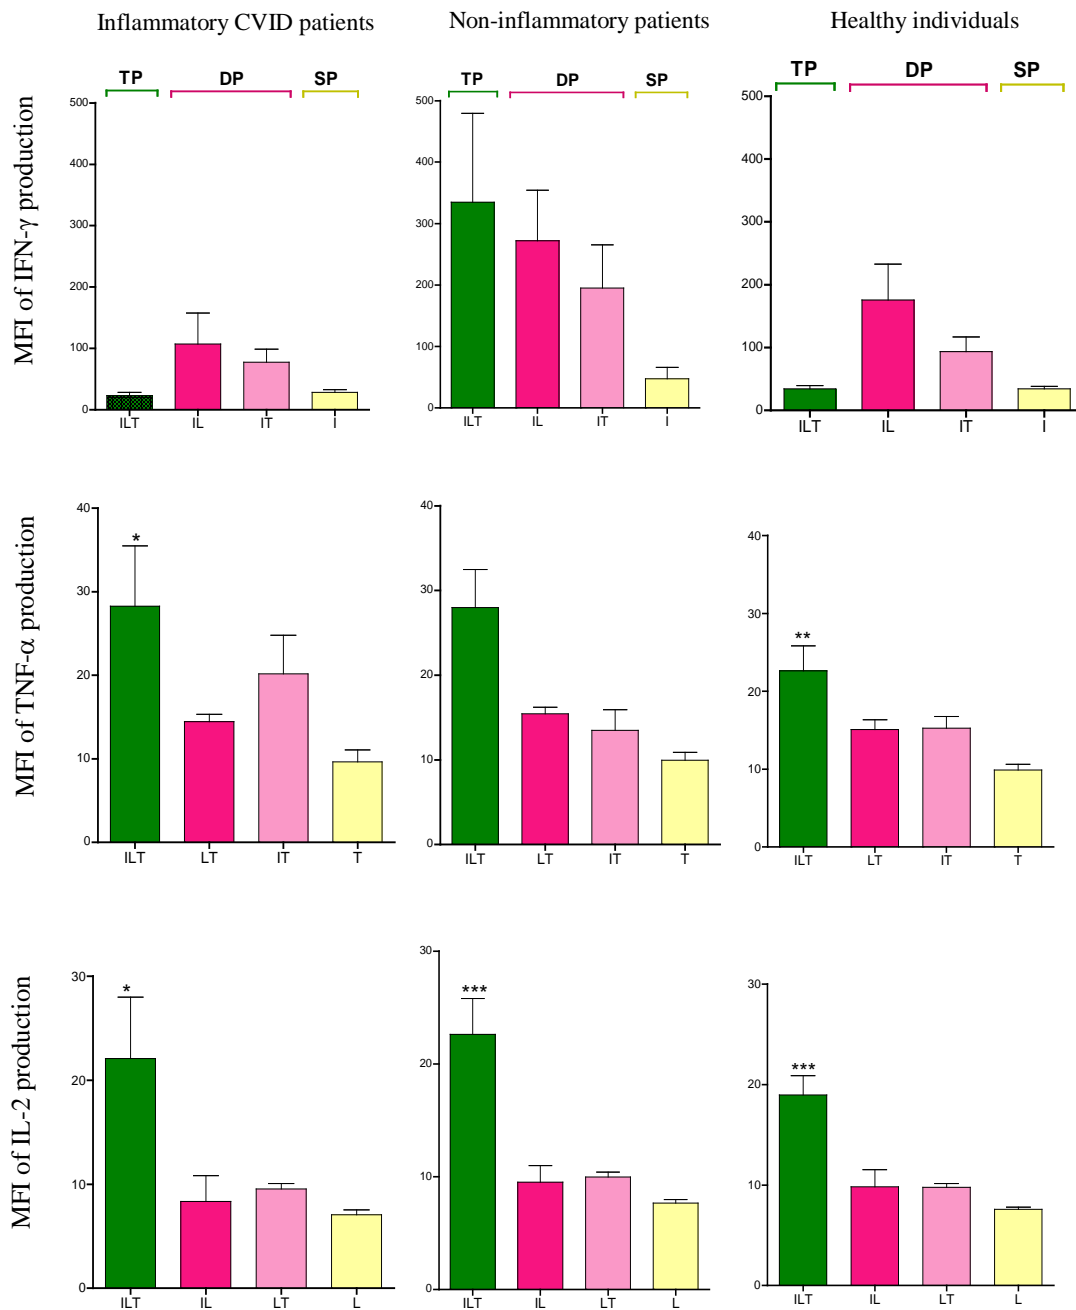 Inflammatory CVID patients
Non-inflammatory patients
Healthy individuals
MFI of IFN-γ production
TP DP SP
500
400
300
200
100
0
ILT IL IT I
TP DP SP
500
400
300
200
100
0
ILT IL IT I
TP DP SP
500
400
300
200
100
0
ILT IL IT I
MFI of TNF-α production
40
30
20
10
0
*
ILT LT IT T
40
30
20
10
0
ILT LT IT T
40
30
20
10
0
**
ILT LT IT T
MFI of IL-2 production
30
20
10
0
*
ILT IL LT L
30
20
10
0
***
ILT IL LT L
30
20
10
0
***
ILT IL LT L